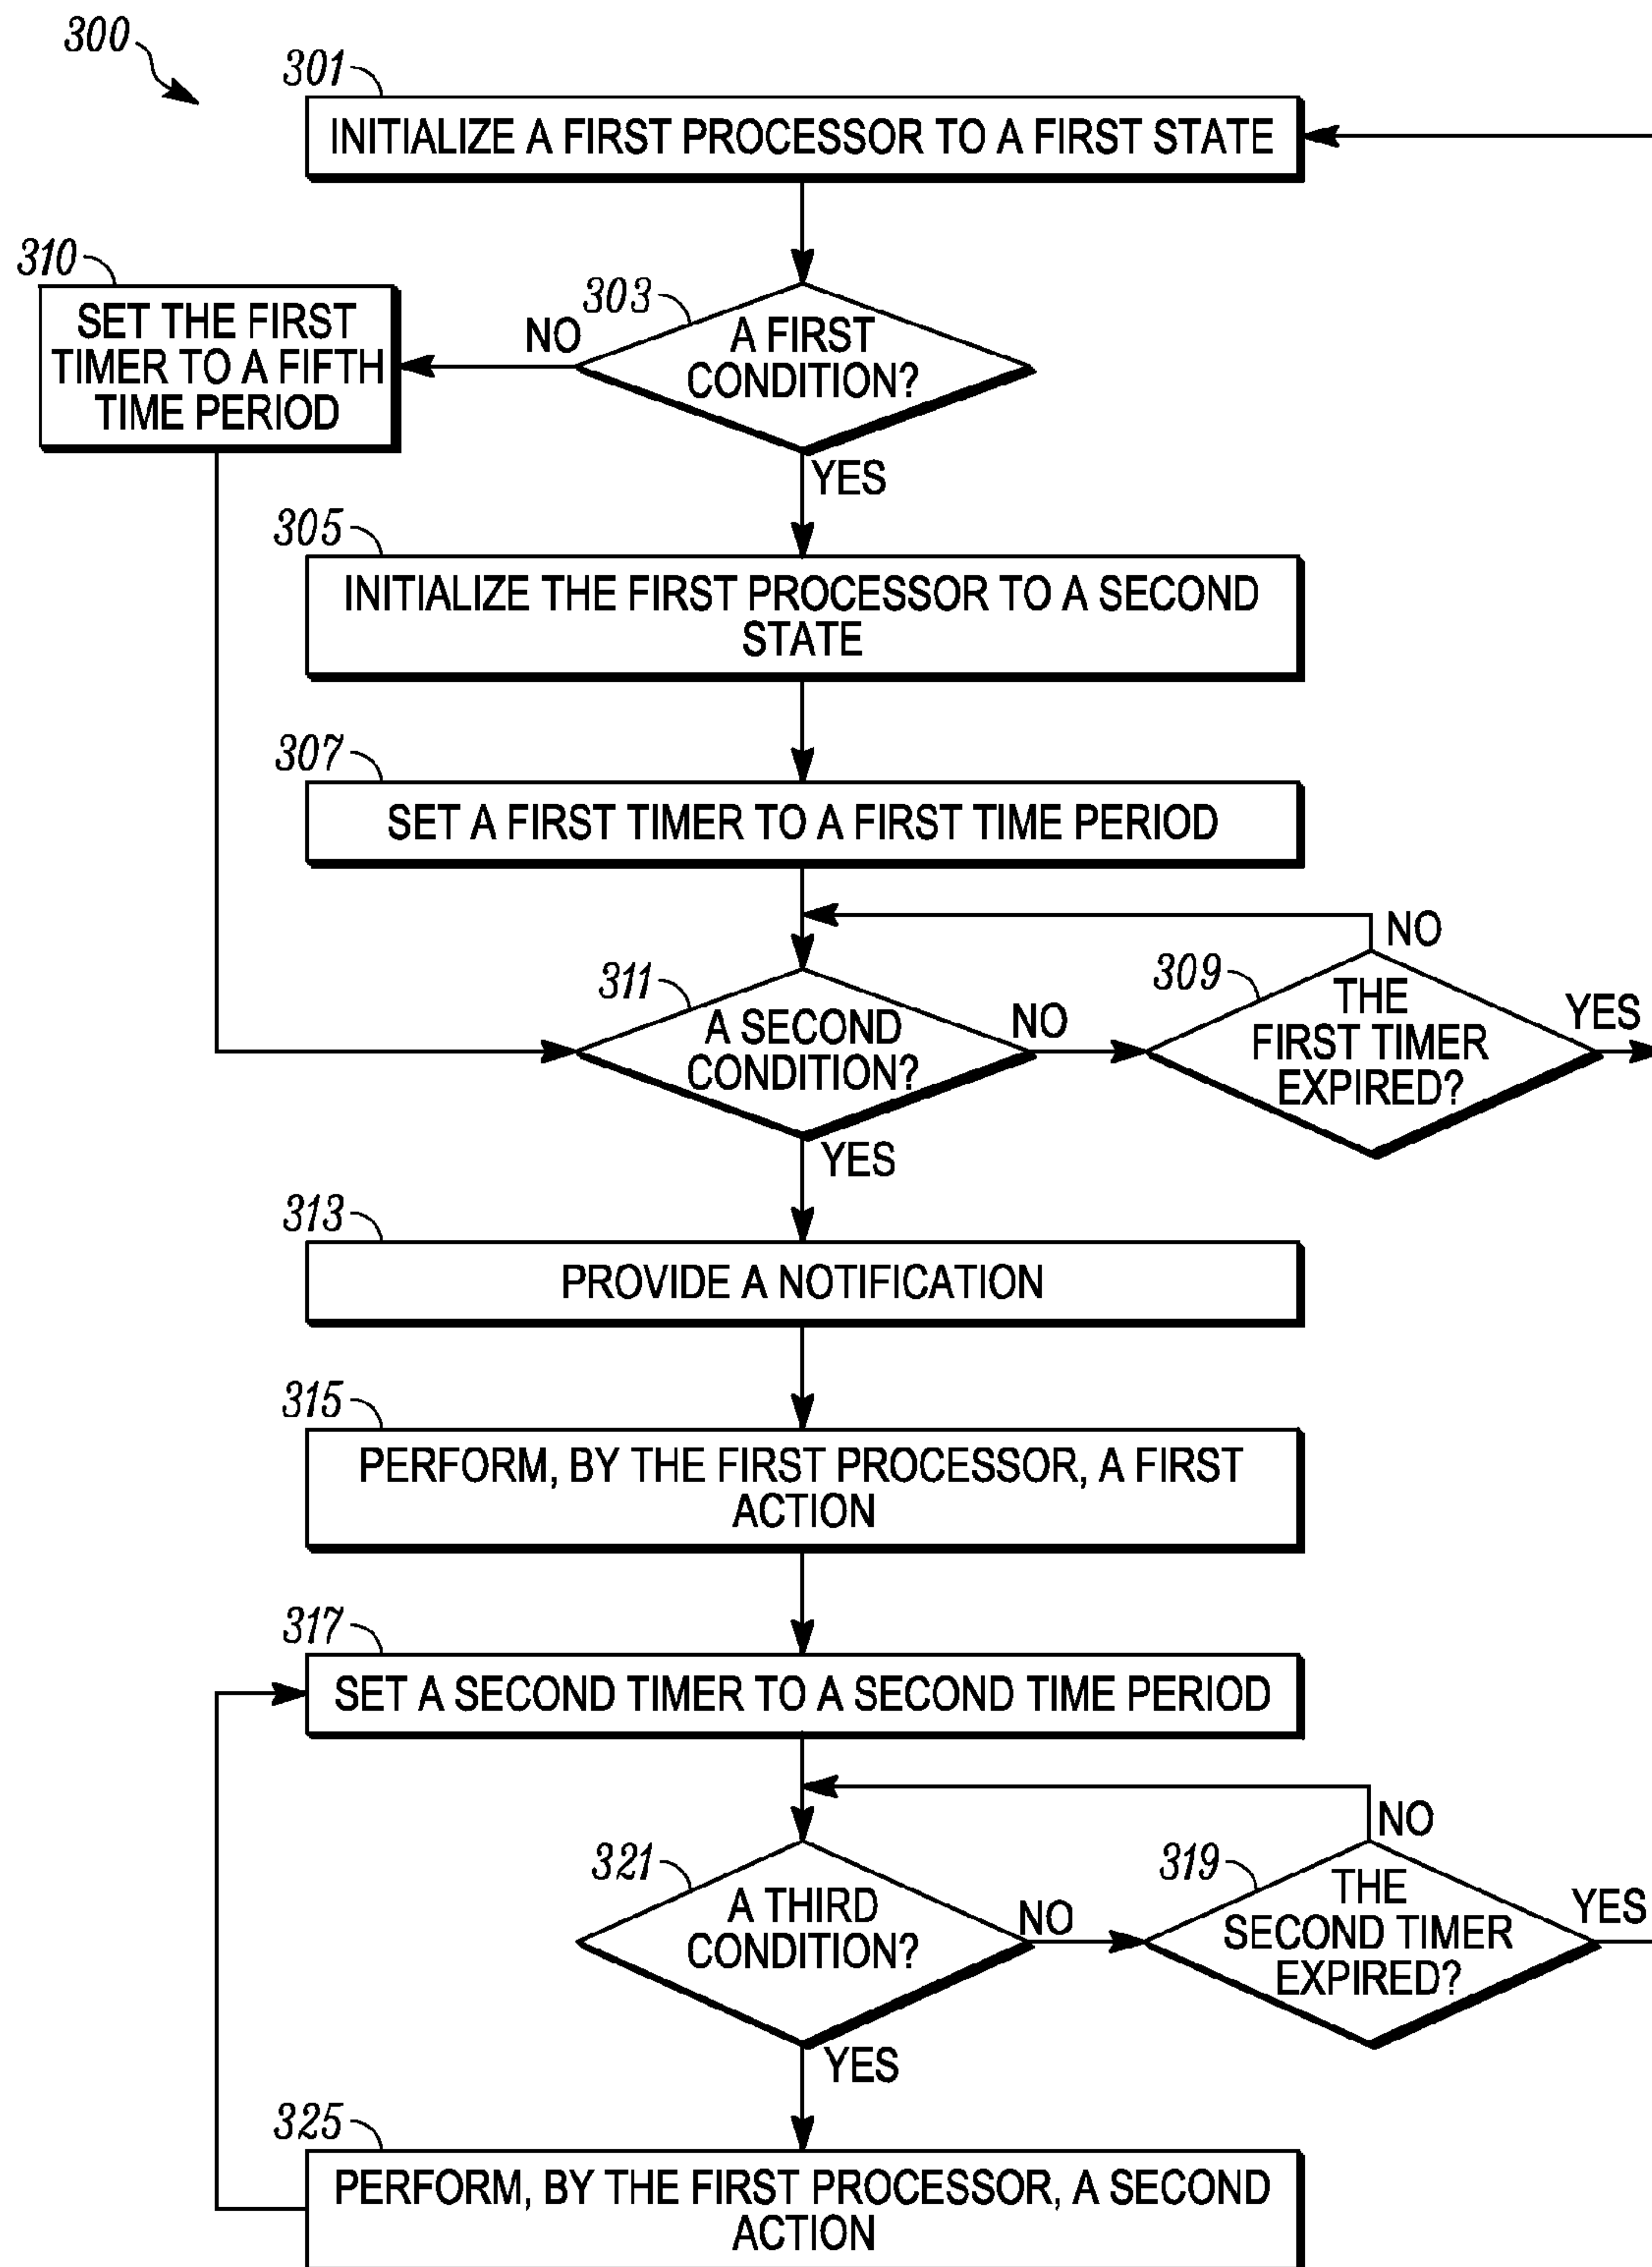 300
301
INITIALIZE A FIRST PROCESSOR TO A FIRST STATE
310
SET THE FIRST
TIMER TO A FIFTH
TIME PERIOD
303
NO
A FIRST
CONDITION?
YES
305
INITIALIZE THE FIRST PROCESSOR TO A SECOND
STATE
307
SET A FIRST TIMER TO A FIRST TIME PERIOD
311
A SECOND
CONDITION?
NO
309
NO
THE
FIRST TIMER
EXPIRED?
YES
YES
313
PROVIDE A NOTIFICATION
315
PERFORM, BY THE FIRST PROCESSOR, A FIRST
ACTION
317
SET A SECOND TIMER TO A SECOND TIME PERIOD
321
A THIRD
CONDITION?
NO
319
NO
THE
SECOND TIMER
EXPIRED?
YES
YES
325
PERFORM, BY THE FIRST PROCESSOR, A SECOND
ACTION